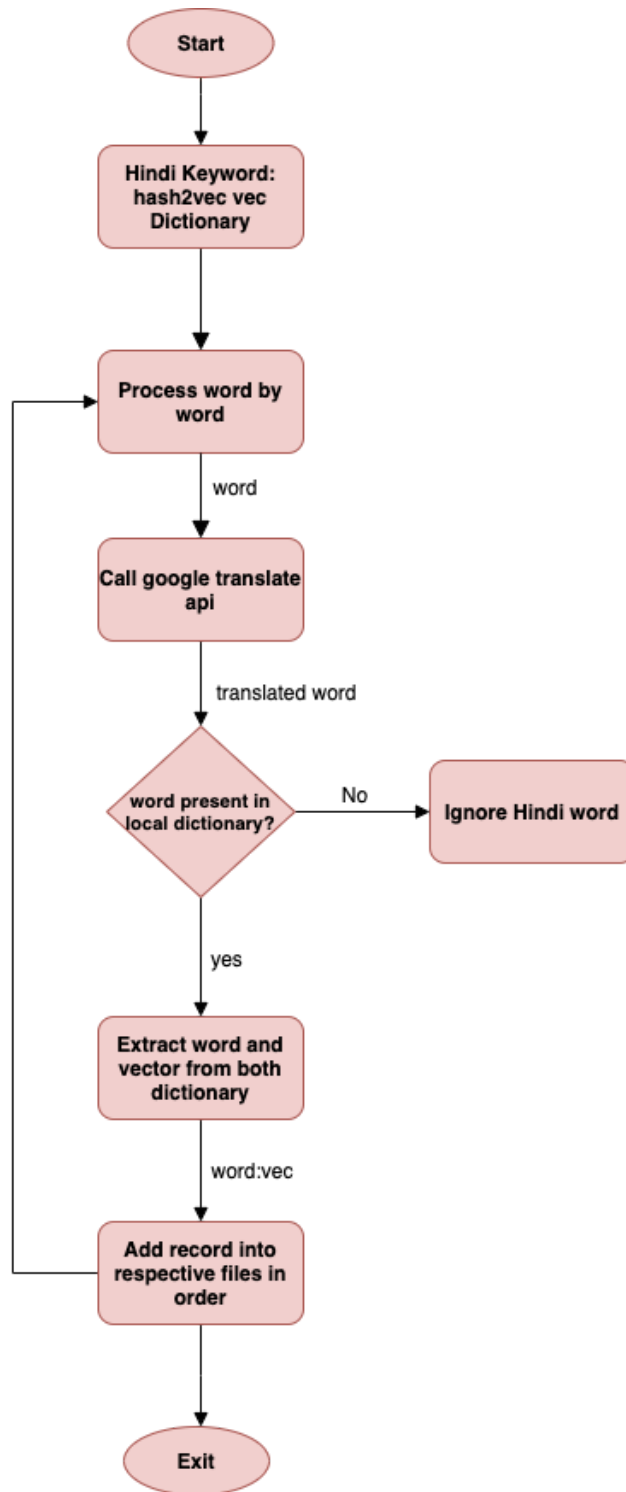 Start
Hindi Keyword:
hash2vec vec
Dictionary
Process word by
word
word
Call google translate
api
translated word
word present in
local dictionary?
No
Ignore Hindi word
yes
Extract word and
vector from both
dictionary
word:vec
Add record into
respective files in
order
Exit